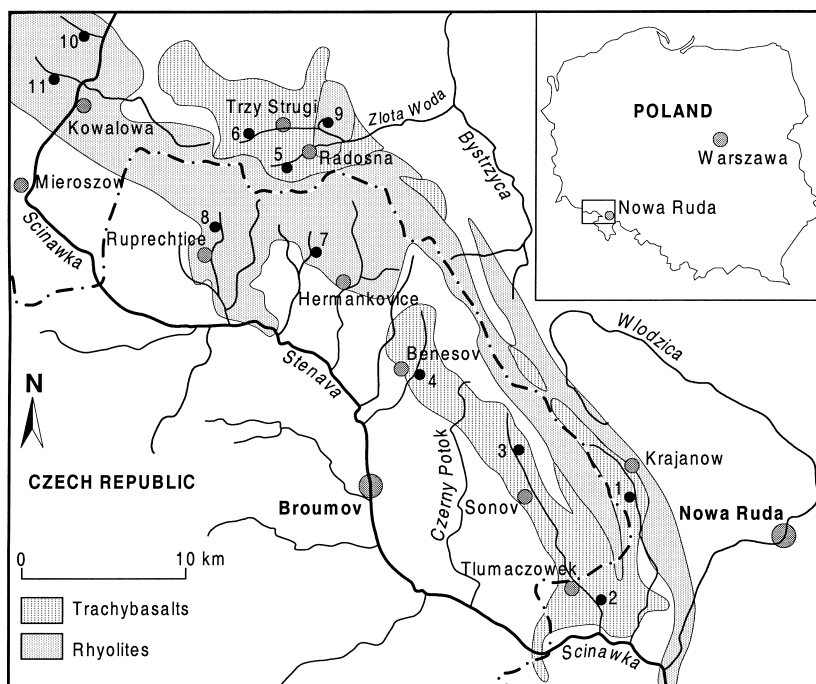 10
11
Kowalowa
Mieroszow
Scinawka
Trzy Strugi
6
9
5
Radosna
Zlota Woda
Bystrzyca
8
Ruprechtice
7
Hermankovice
Stenava
Benesov
4
Wlodzica
POLAND
Warszawa
Nowa Ruda
N
CZECH REPUBLIC
Broumov
Czerny Potok
3
Sonov
Krajanow
1
Nowa Ruda
Tlumaczowek
2
Scinawka
0 10 km
Trachybasalts
Rhyolites